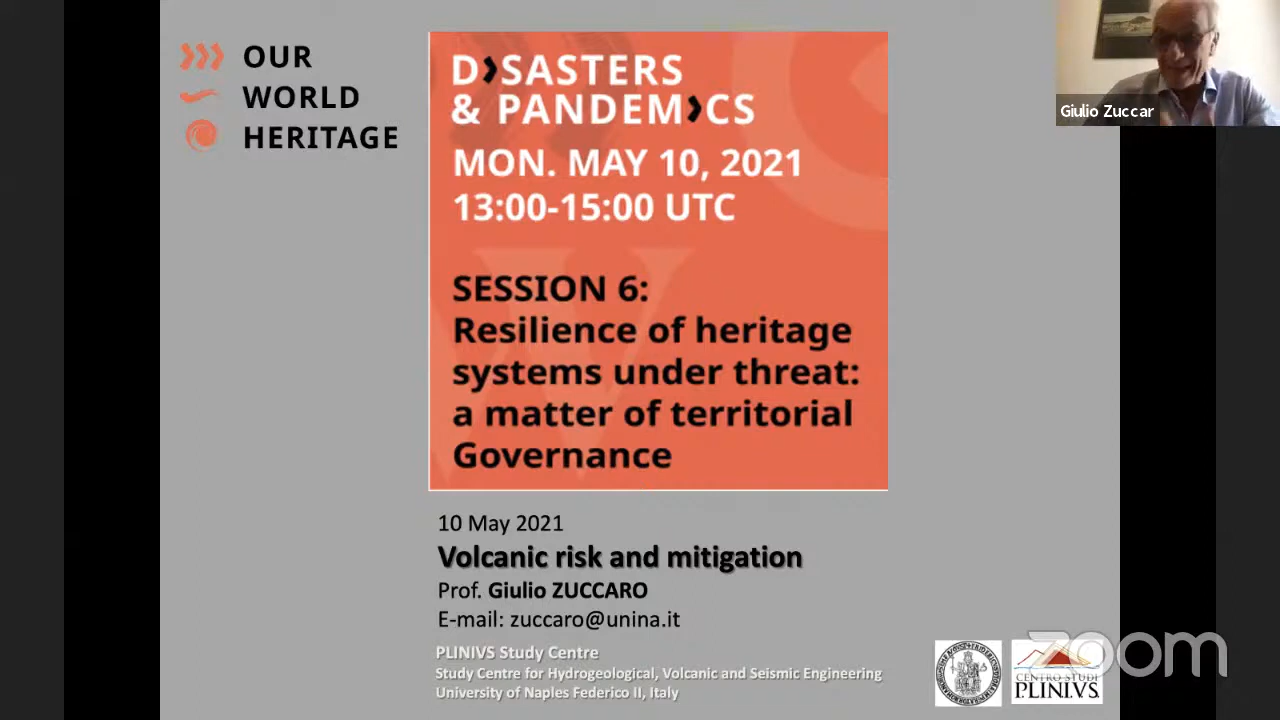 OUR
WORLD
HERITAGE
D›SASTERS
& PANDEM›CS
MON. MAY 10, 2021
13:00-15:00 UTC
SESSION 6:
Resilience of heritage
systems under threat:
a matter of territorial
Governance
Giulio Zuccar
10 May 2021
Volcanic risk and mitigation
Prof. Giulio ZUCCARO
E-mail: zuccaro@unina.it
PLINIVS Study Centre
Study Centre for Hydrogeological, Volcanic and Seismic Engineering
University of Naples Federico II, Italy
CENTRO STUDI
PLINIVS
zoom